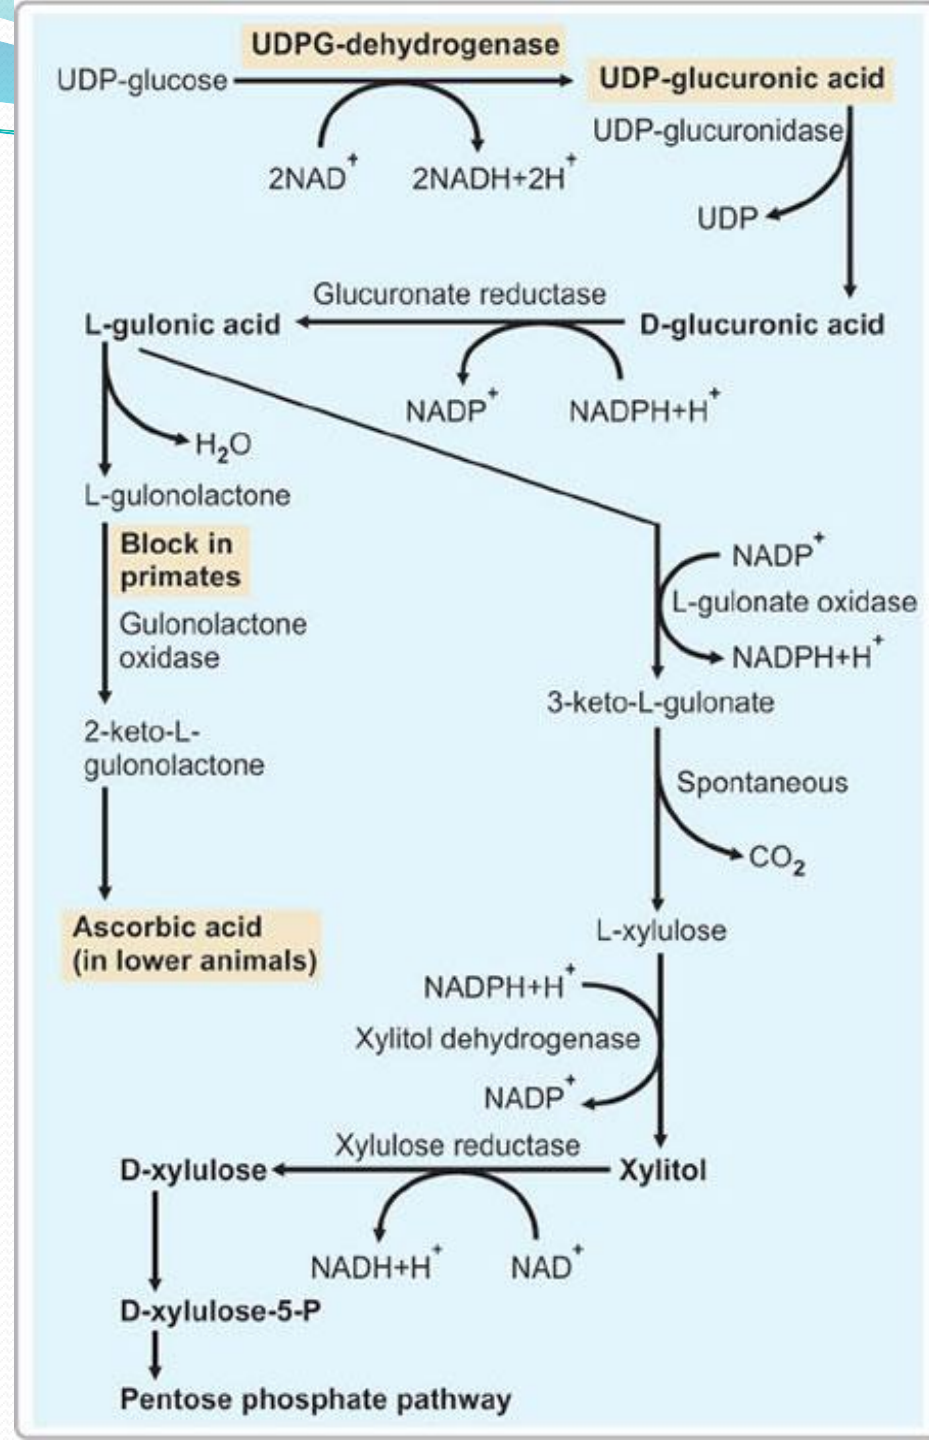 UDPG-dehydrogenase
UDP-glucose
UDP-glucuronic acid
UDP-glucuronidase
2NAD⁺
2NADH+2H⁺
UDP
Glucuronate reductase
L-gulonic acid
D-glucuronic acid
NADP⁺
NADPH+H⁺
H₂O
L-gulonolactone
Block in
primates
Gulonolactone
oxidase
NADP⁺
L-gulonate oxidase
NADPH+H⁺
3-keto-L-gulonate
2-keto-L-
gulonolactone
Spontaneous
CO₂
Ascorbic acid
(in lower animals)
L-xylulose
NADPH+H⁺
Xylitol dehydrogenase
NADP⁺
Xylulose reductase
D-xylulose
Xylitol
NADH+H⁺
NAD⁺
D-xylulose-5-P
Pentose phosphate pathway